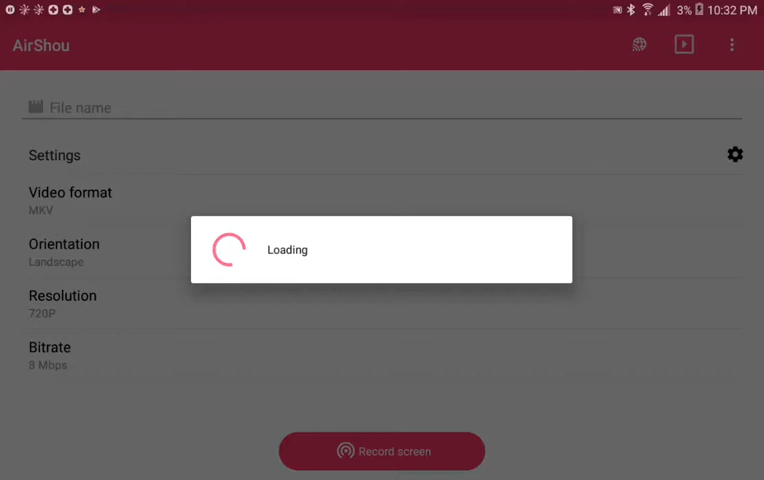 3% 10:32 PM
AirShou
File name
Settings
Video format
MKV
Orientation
Landscape
Loading
Resolution
720P
Bitrate
8 Mbps
Record screen